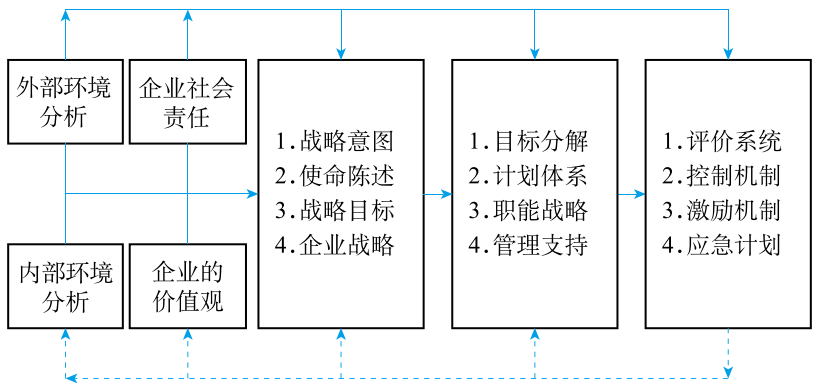 外部环境
分析
企业社会
责任
内部环境
分析
企业的
价值观
1.战略意图
2.使命陈述
3.战略目标
4.企业战略
1.目标分解
2.计划体系
3.职能战略
4.管理支持
1.评价系统
2.控制机制
3.激励机制
4.应急计划